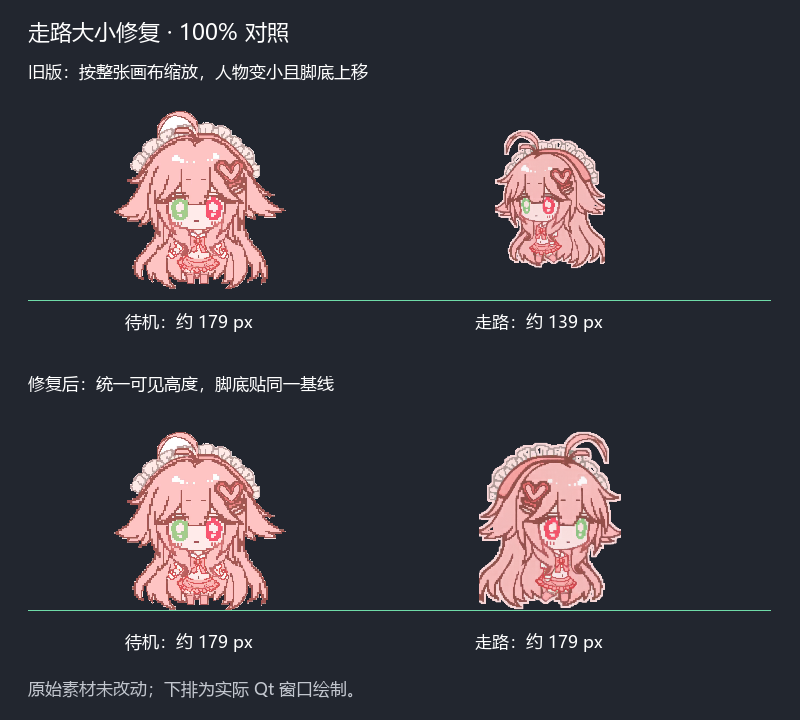 走路大小修复 · 100% 对照
旧版：按整张画布缩放，人物变小且脚底上移
待机：约 179 px
走路：约 139 px
修复后：统一可见高度，脚底贴同一基线
待机：约 179 px
走路：约 179 px
原始素材未改动；下排为实际 Qt 窗口绘制。